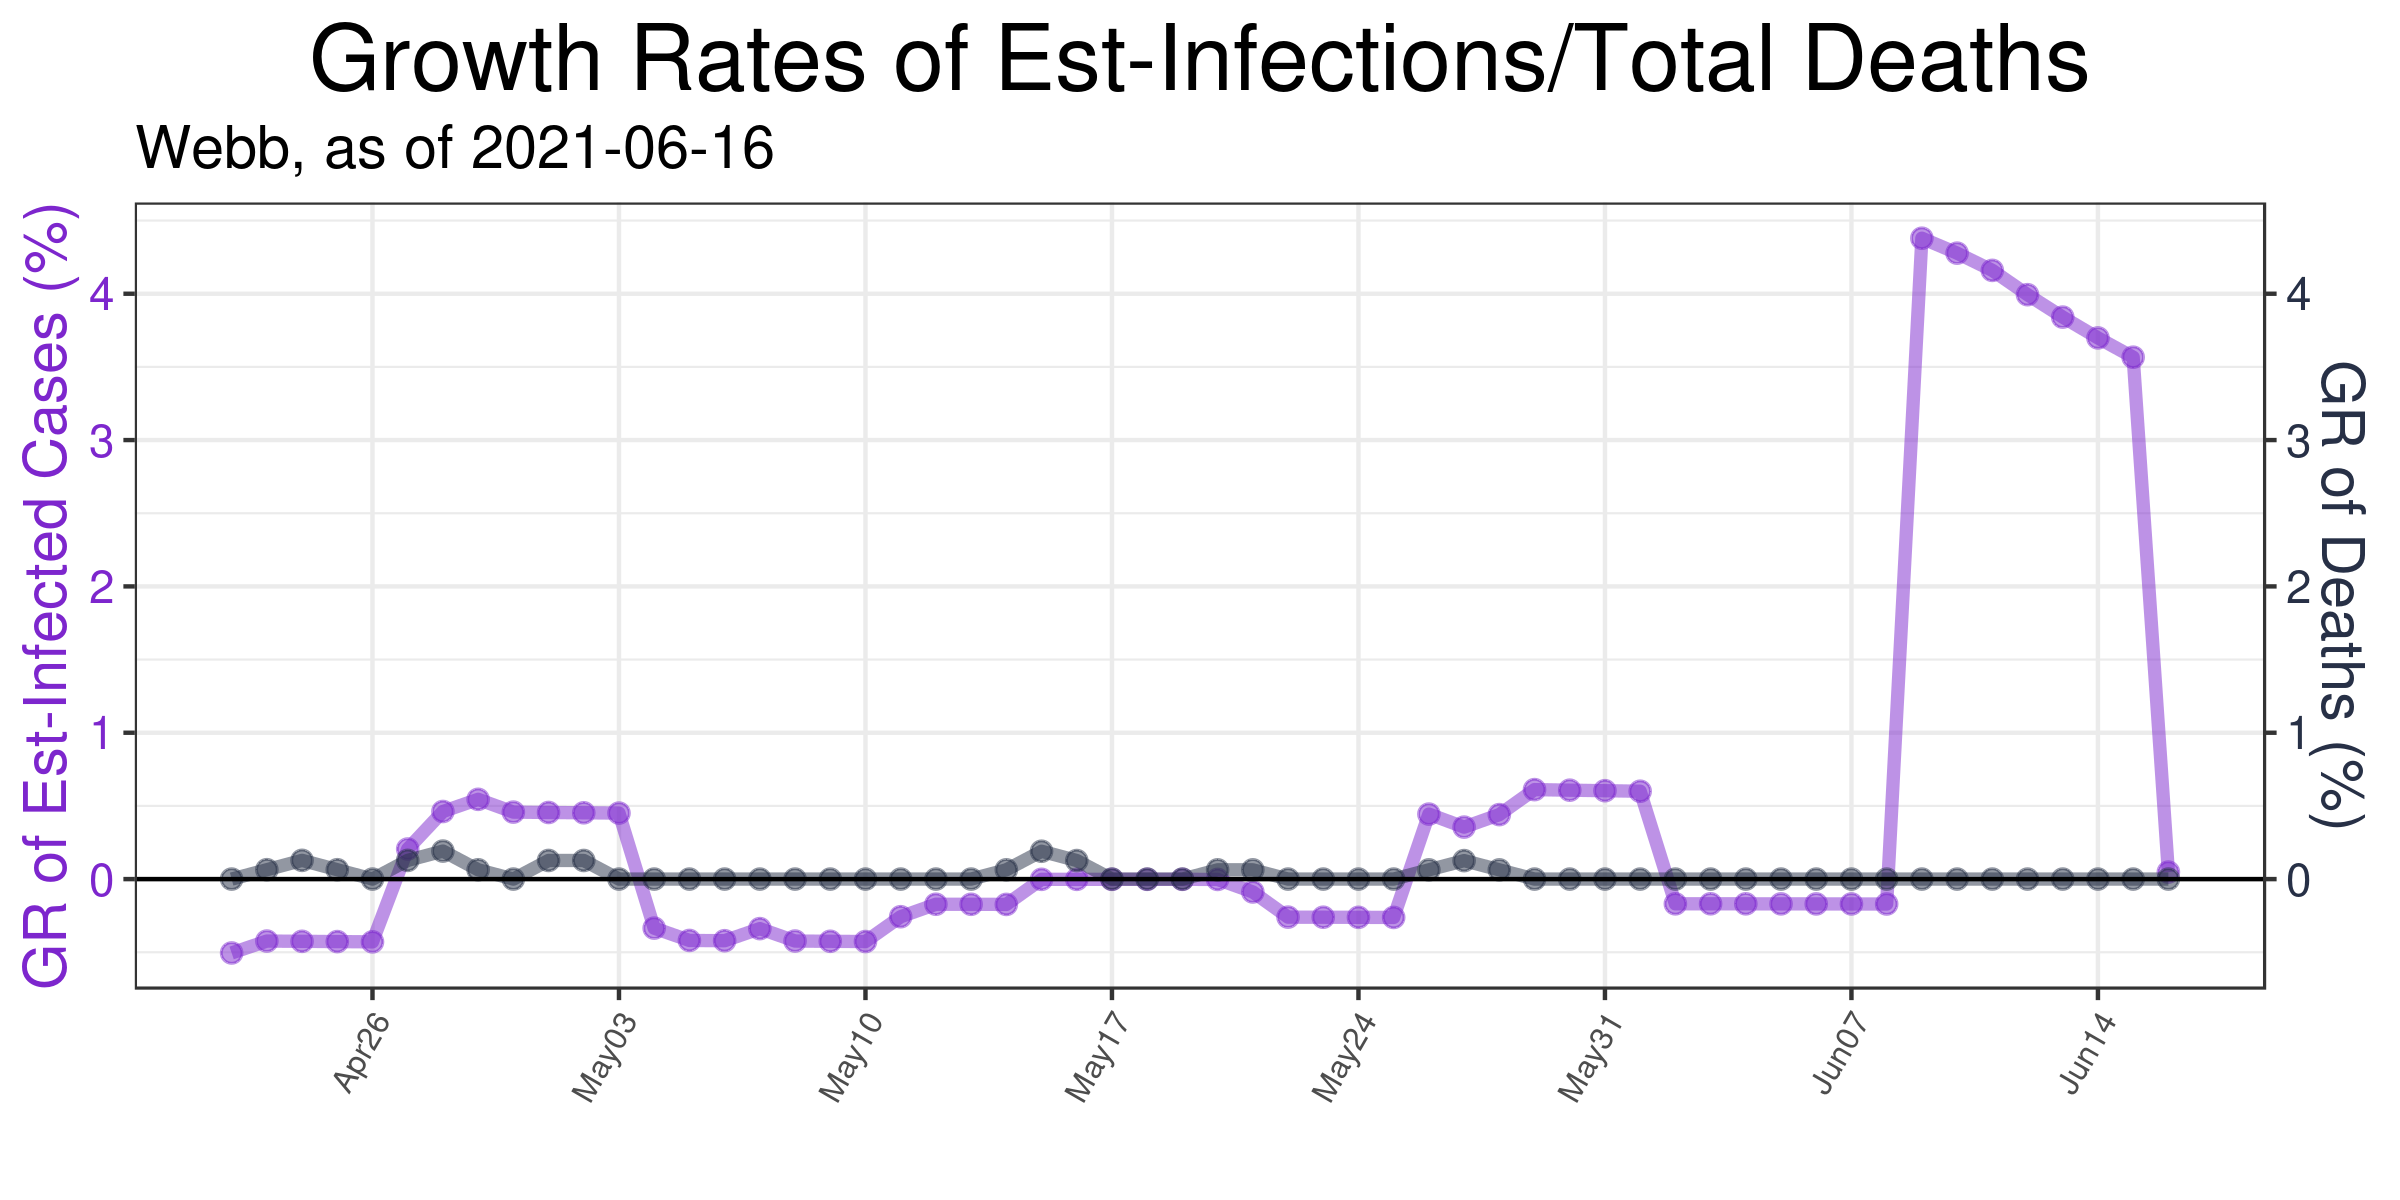 Growth Rates of Est-Infections/Total Deaths
Webb, as of 2021-06-16
GR of Est-Infected Cases (%)
4
3
2
1
0
4
3
2
1
0
GR of Deaths (%)
Apr26
May03
May10
May17
May24
May31
Jun07
Jun14